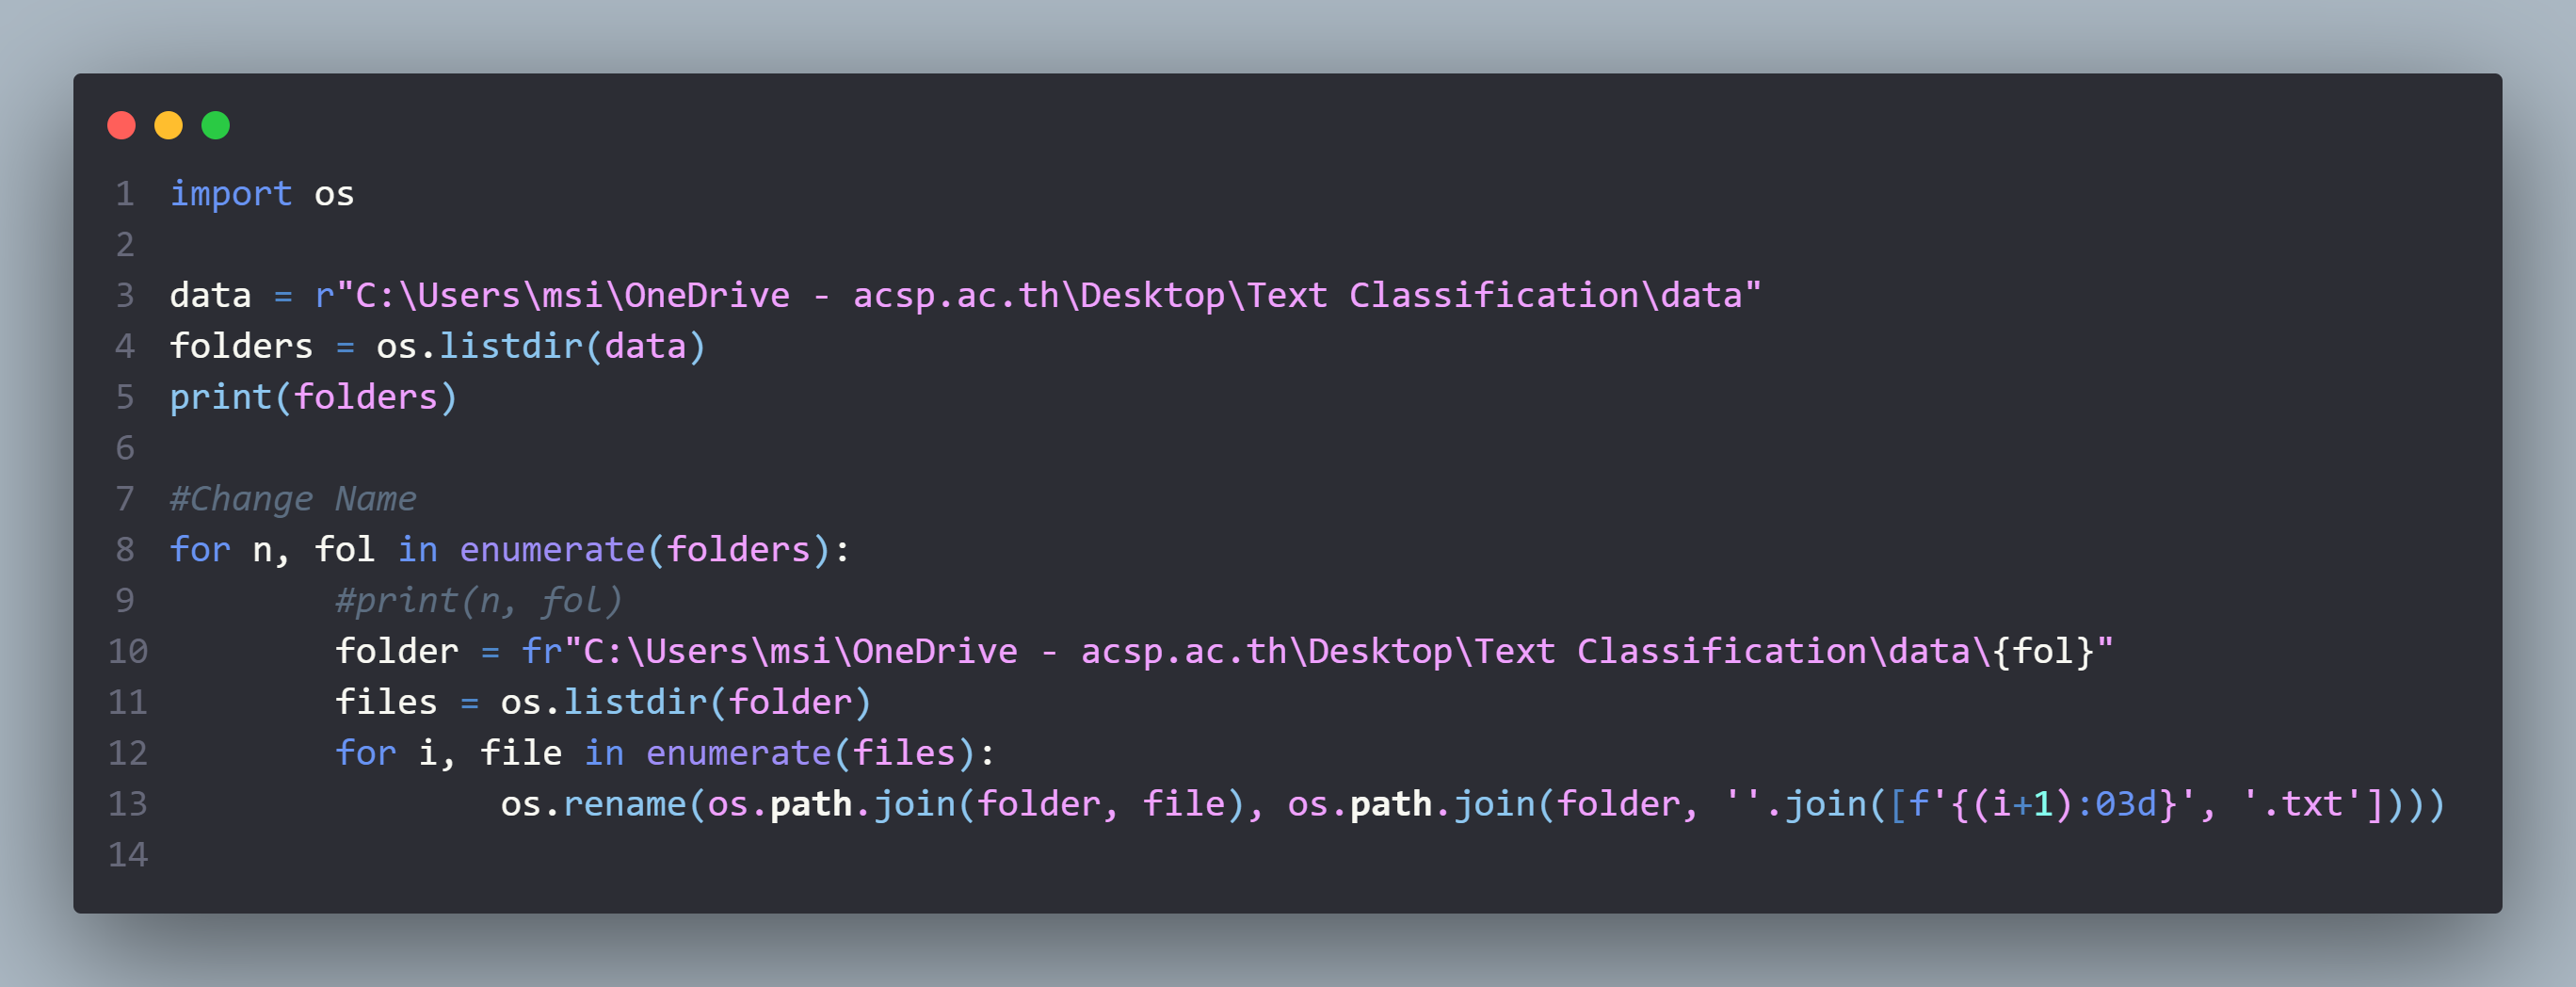 1 import os
2
3 data = r"C:\Users\msi\OneDrive - acsp.ac.th\Desktop\Text Classification\data"
4 folders = os.listdir(data)
5 print(folders)
6
7 #Change Name
8 for n, fol in enumerate(folders):
9         #print(n, fol)
10         folder = fr"C:\Users\msi\OneDrive - acsp.ac.th\Desktop\Text Classification\data\{fol}"
11         files = os.listdir(folder)
12         for i, file in enumerate(files):
13                 os.rename(os.path.join(folder, file), os.path.join(folder, ''.join([f'{(i+1):03d}', '.txt'])))
14